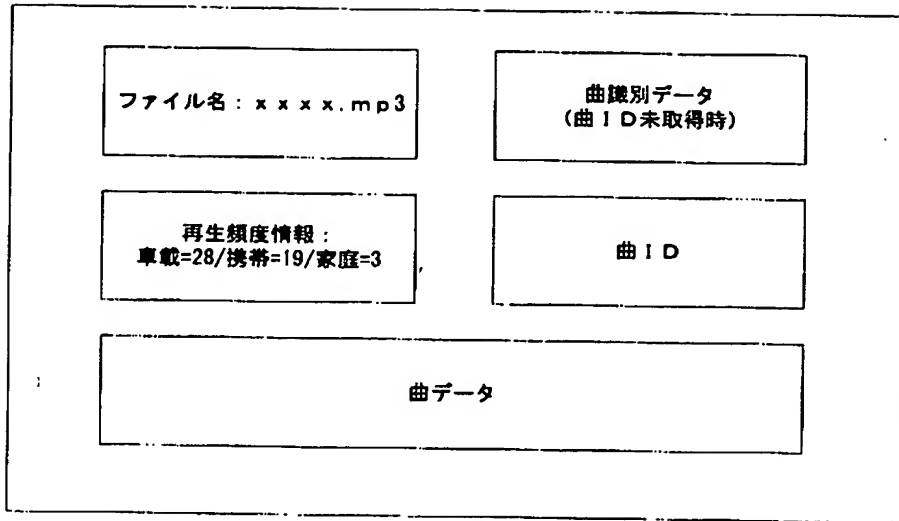 ファイル名：xxxx.mp3
曲識別データ
(曲ID未取得時)
再生頻度情報：
車載=28/携帯=19/家庭=3
曲ID
曲データ